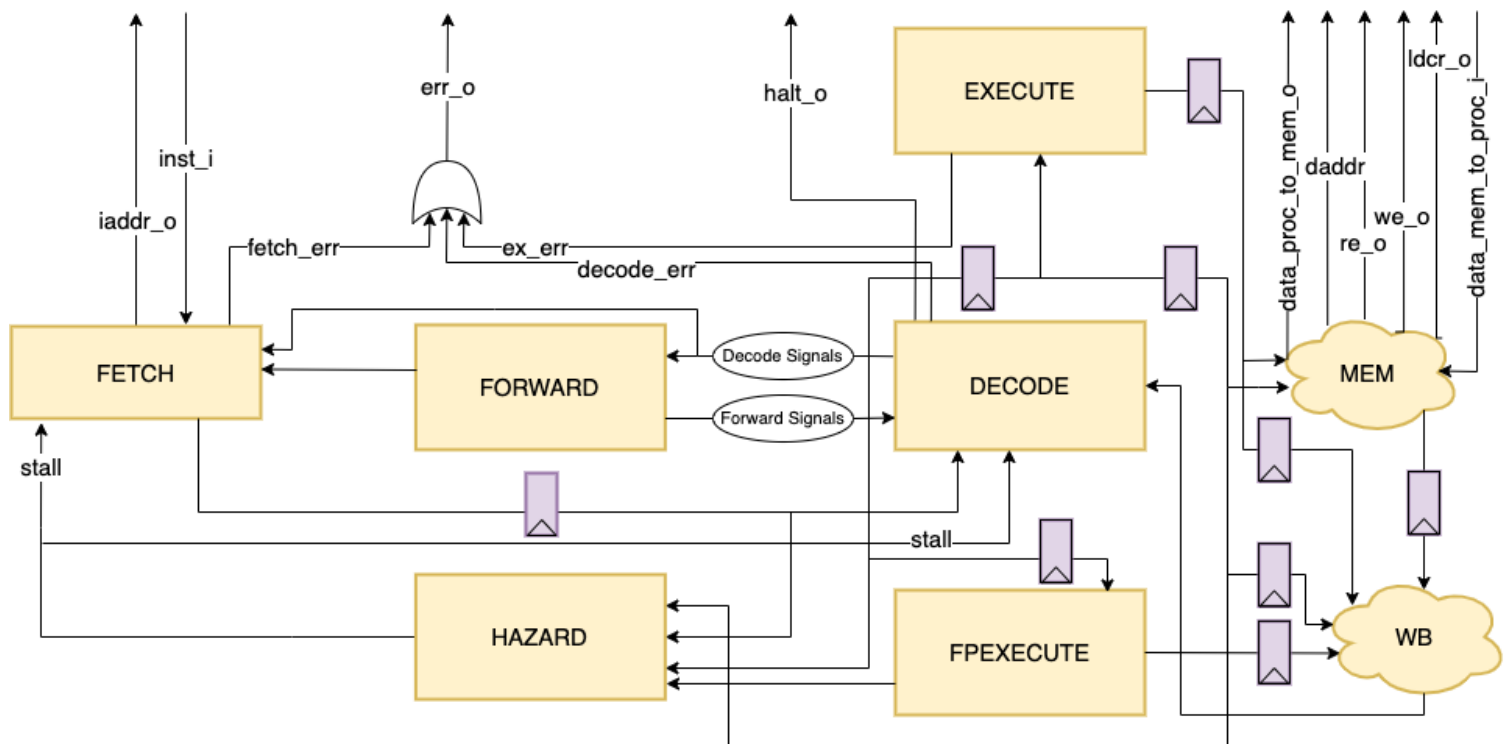 err_o
halt_o
EXECUTE
ldcr_o
inst_i
data_proc_to_mem_o
daddr
data_mem_to_proc_i
iaddr_o
we_o
fetch_err
ex_err
re_o
decode_err
Decode Signals
FETCH
FORWARD
DECODE
MEM
Forward Signals
stall
stall
HAZARD
FPEXECUTE
WB